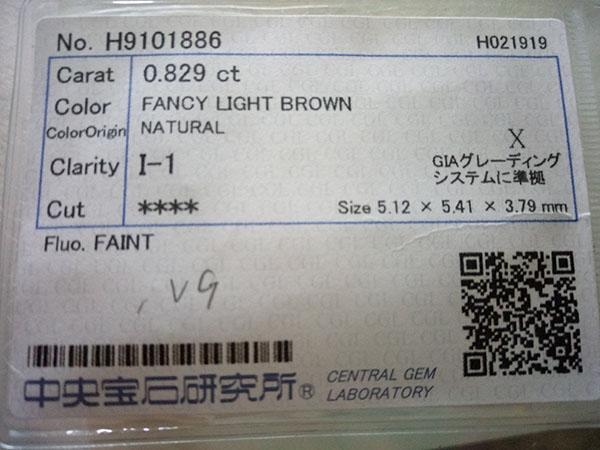 No. H9101886 H021919
Carat 0.829 ct
Color FANCY LIGHT BROWN
ColorOrigin NATURAL
X
Clarity I-1 GIAグレーディング
システムに準拠
Cut **** Size 5.12 × 5.41 × 3.79 mm
Fluo. FAINT
, VG
中央宝石研究所® CENTRAL GEM
LABORATORY